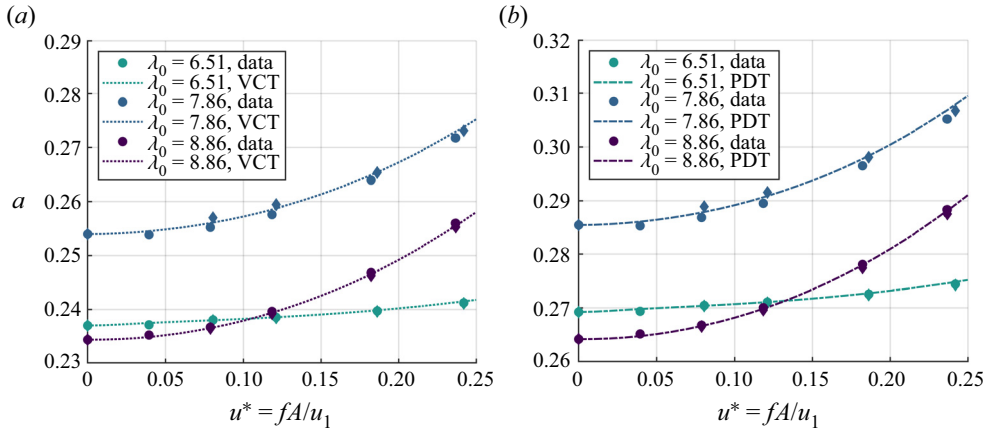 (a)
0.29
0.28
0.27
a
0.26
0.25
0.24
0.23
λ0 = 6.51, data
λ0 = 6.51, VCT
λ0 = 7.86, data
λ0 = 7.86, VCT
λ0 = 8.86, data
λ0 = 8.86, VCT
0 0.05 0.10 0.15 0.20 0.25
u* = fA/u1
(b)
0.32
0.31
0.30
0.29
0.28
0.27
0.26
λ0 = 6.51, data
λ0 = 6.51, PDT
λ0 = 7.86, data
λ0 = 7.86, PDT
λ0 = 8.86, data
λ0 = 8.86, PDT
0 0.05 0.10 0.15 0.20 0.25
u* = fA/u1